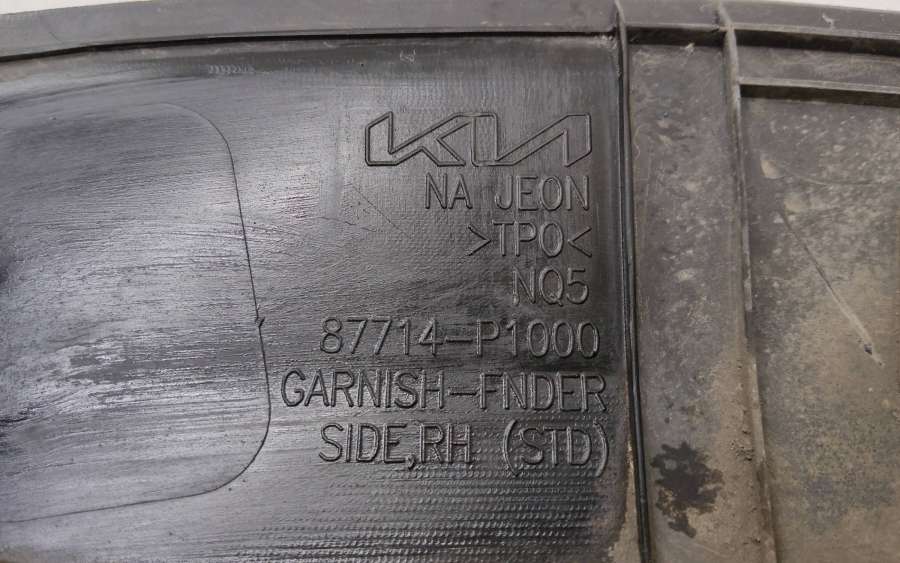 KIA
NA JEON
>TPO<
NQ5
87714-P1000
GARNISH-FNDER
SIDE,RH (STD)